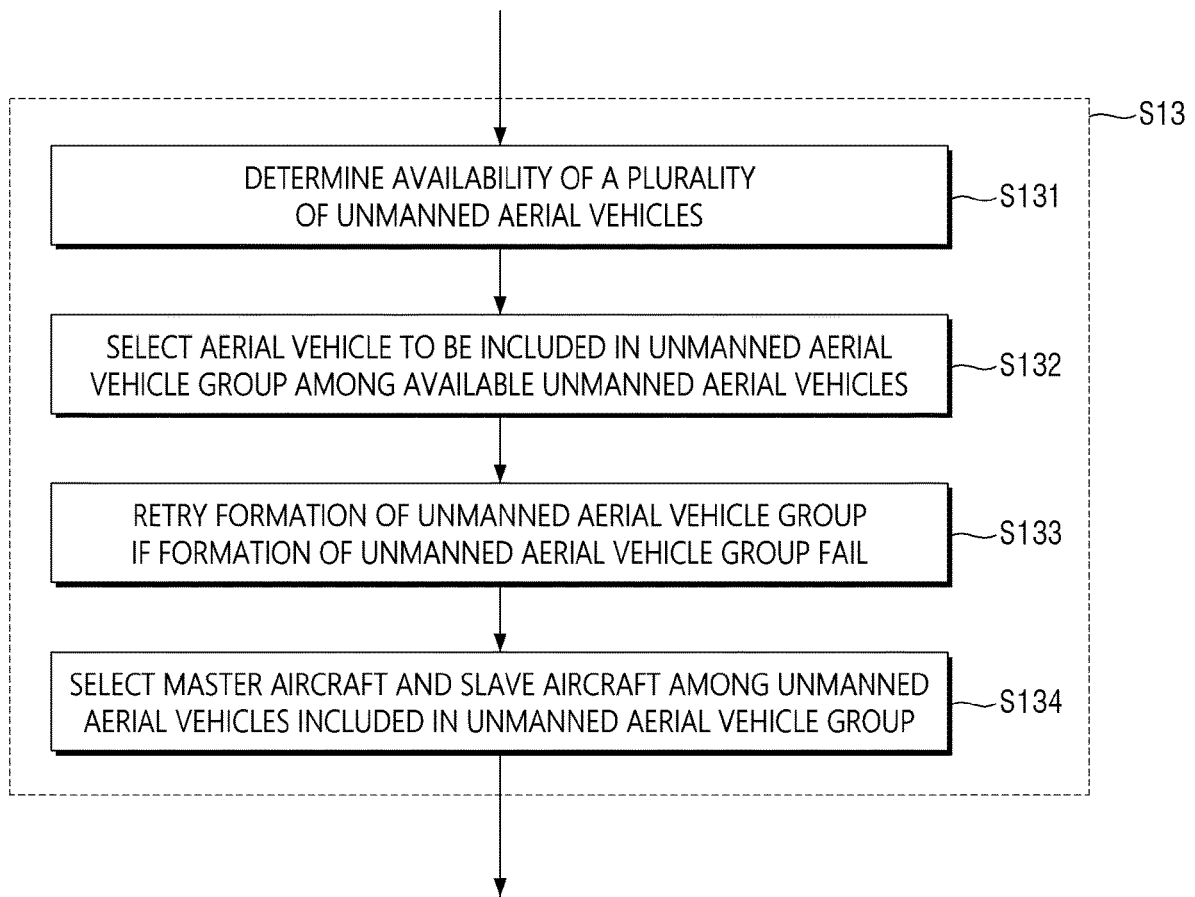 S13
DETERMINE AVAILABILITY OF A PLURALITY
OF UNMANNED AERIAL VEHICLES
S131
SELECT AERIAL VEHICLE TO BE INCLUDED IN UNMANNED AERIAL
VEHICLE GROUP AMONG AVAILABLE UNMANNED AERIAL VEHICLES
S132
RETRY FORMATION OF UNMANNED AERIAL VEHICLE GROUP
IF FORMATION OF UNMANNED AERIAL VEHICLE GROUP FAIL
S133
SELECT MASTER AIRCRAFT AND SLAVE AIRCRAFT AMONG UNMANNED
AERIAL VEHICLES INCLUDED IN UNMANNED AERIAL VEHICLE GROUP
S134